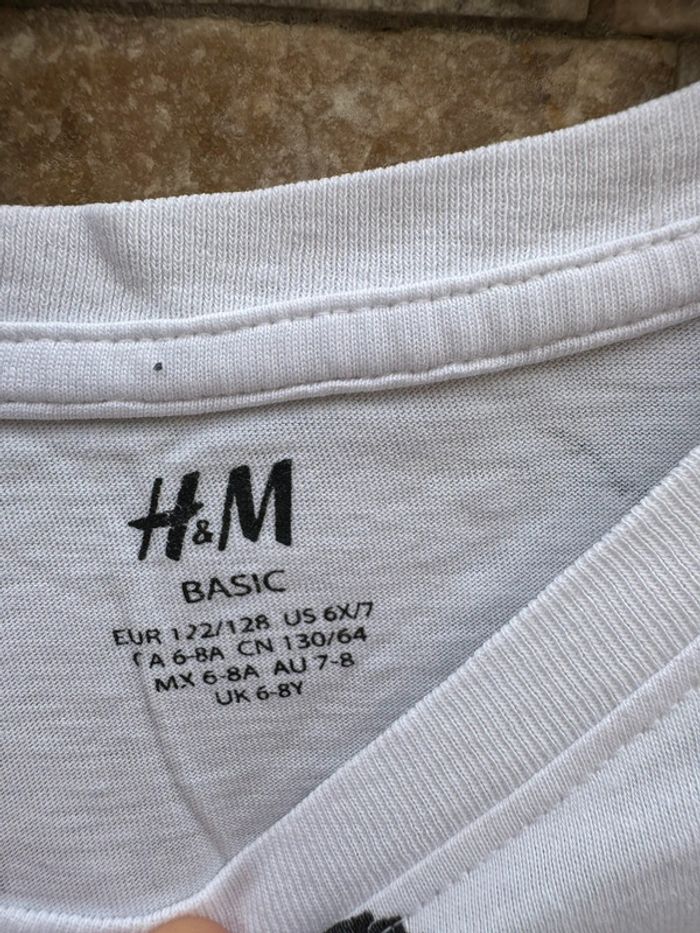 H&M
BASIC
EUR 122/128 US 6X/7
CA 6-8A CN 130/64
MX 6-8A AU 7-8
UK 6-8Y